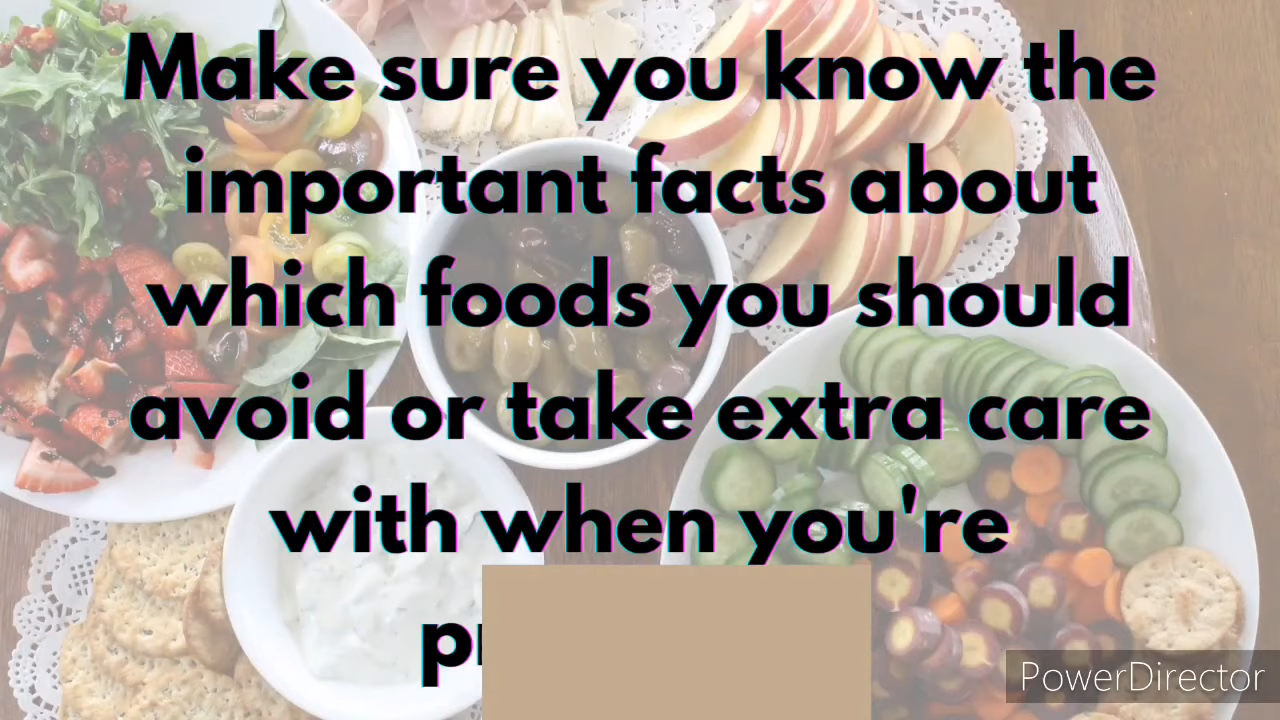 Make sure you know the
important facts about
which foods you should
avoid or take extra care
with when you're
PowerDirector